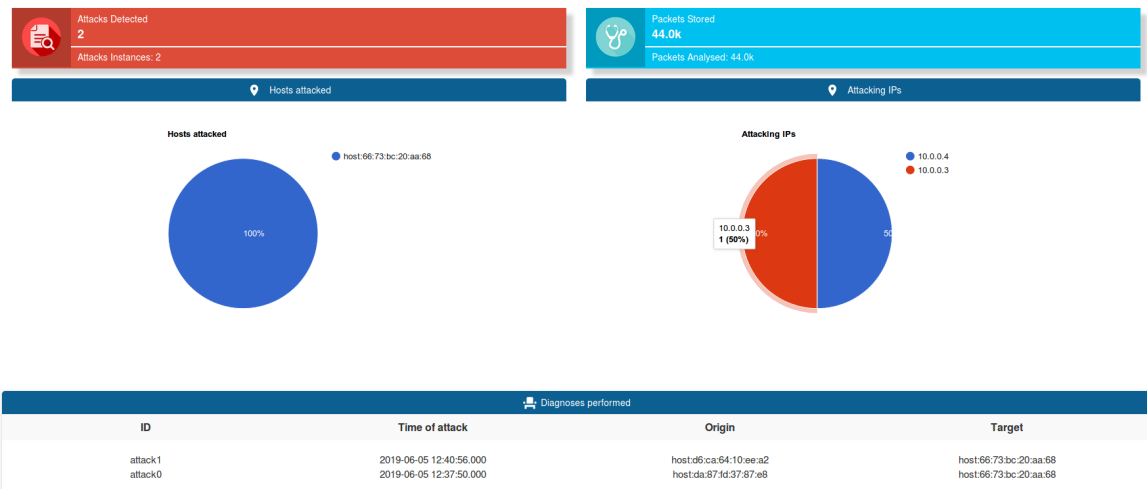 Attacks Detected
2
Attacks Instances: 2
Packets Stored
44.0k
Packets Analysed: 44.0k
Hosts attacked
Attacking IPs
Hosts attacked
host:66:73:bc:20:aa:68
100%
Attacking IPs
10.0.0.4
10.0.0.3
10.0.0.3
1 (50%)
0%
50
Diagnoses performed
ID Time of attack Origin Target
attack1 2019-06-05 12:40:56.000 host:d6:ca:64:10:ee:a2 host:66:73:bc:20:aa:68
attack0 2019-06-05 12:37:50.000 host:da:87:fd:37:87:e8 host:66:73:bc:20:aa:68